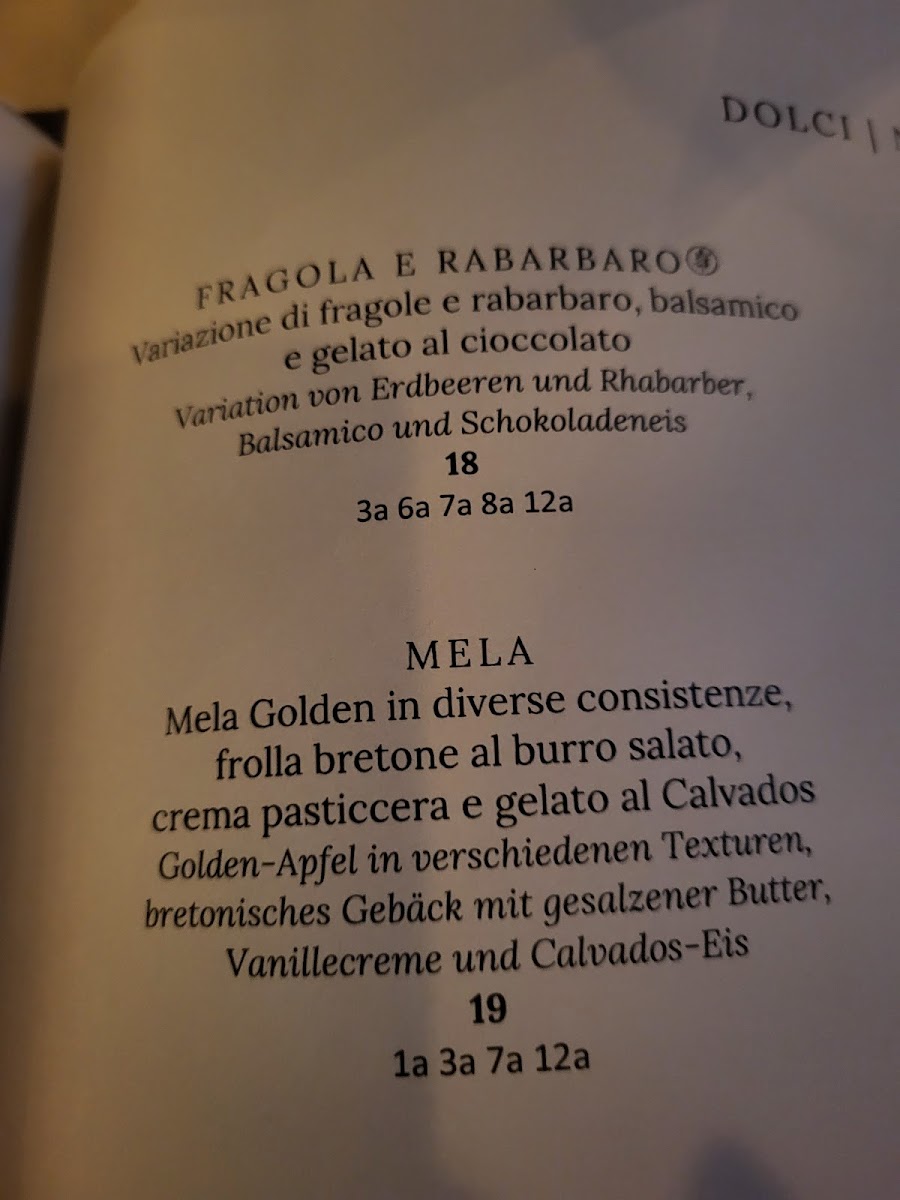 DOLCI |
FRAGOLA E RABARBARO
Variazione di fragole e rabarbaro, balsamico
e gelato al cioccolato
Variation von Erdbeeren und Rhabarber,
Balsamico und Schokoladeneis
18
3a 6a 7a 8a 12a
MELA
Mela Golden in diverse consistenze,
frolla bretone al burro salato,
crema pasticcera e gelato al Calvados
Golden-Apfel in verschiedenen Texturen,
bretonisches Gebäck mit gesalzener Butter,
Vanillecreme und Calvados-Eis
19
1a 3a 7a 12a